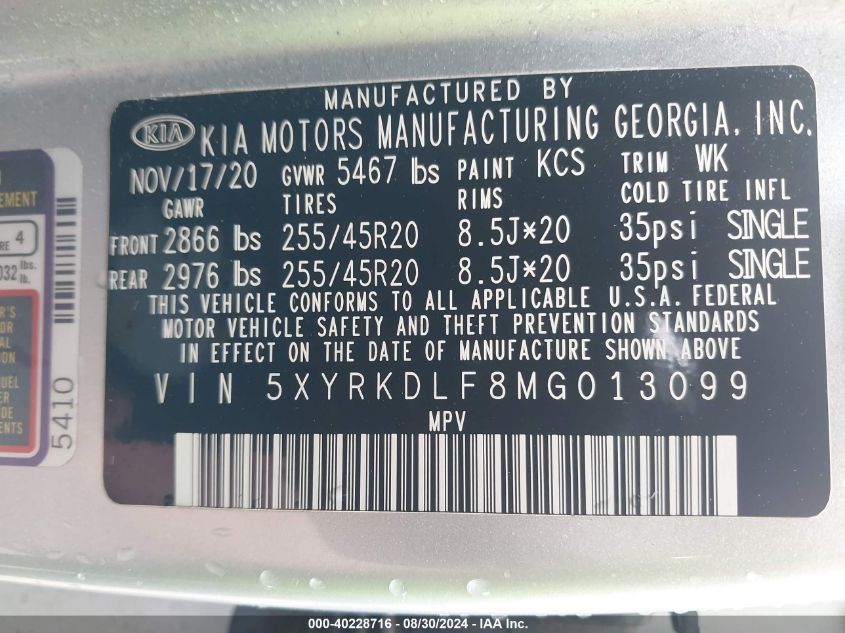 MANUFACTURED BY
KIA KIA MOTORS MANUFACTURING GEORGIA, INC.
NOV/17/20 GVWR 5467 lbs PAINT KCS TRIM WK
GAWR TIRES RIMS COLD TIRE INFL
FRONT 2866 lbs 255/45R20 8.5J*20 35psi SINGLE
REAR 2976 lbs 255/45R20 8.5J*20 35psi SINGLE
THIS VEHICLE CONFORMS TO ALL APPLICABLE U.S.A. FEDERAL
MOTOR VEHICLE SAFETY AND THEFT PREVENTION STANDARDS
IN EFFECT ON THE DATE OF MANUFACTURE SHOWN ABOVE
VIN 5XYRKDLF8MG013099
MPV
4
lbs.
lb.
5410
000-40228716 - 08/30/2024 - IAA Inc.